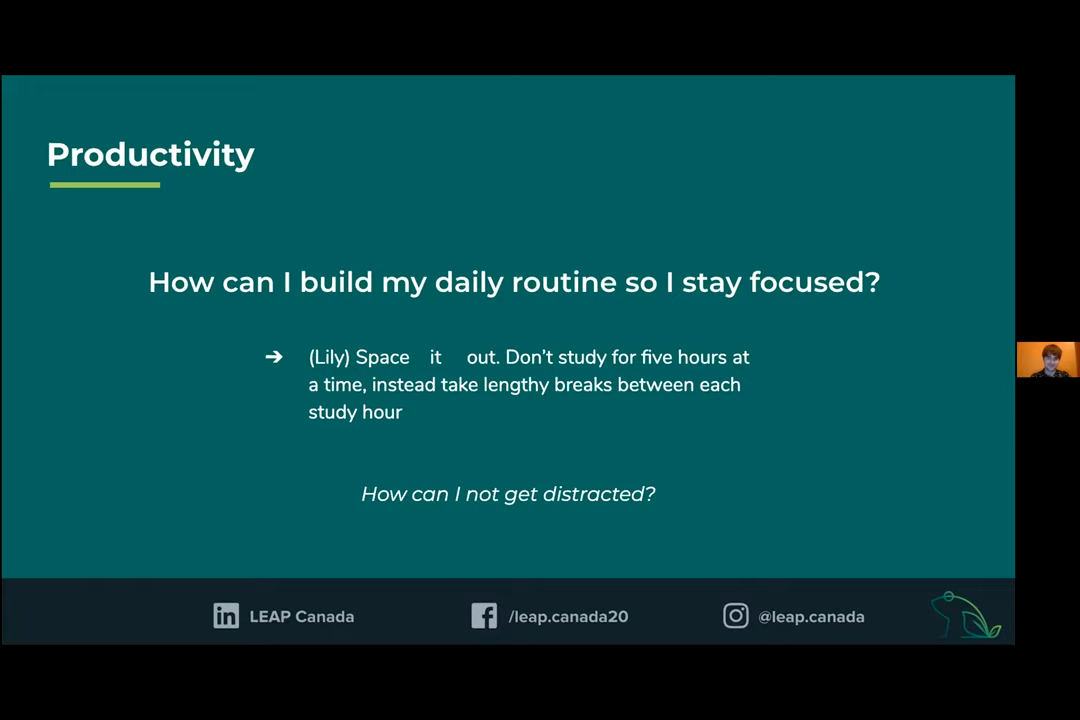 Productivity
How can I build my daily routine so I stay focused?
➔ (Lily) Space it out. Don't study for five hours at
a time, instead take lengthy breaks between each
study hour
How can I not get distracted?
in LEAP Canada
f /leap.canada20
@leap.canada